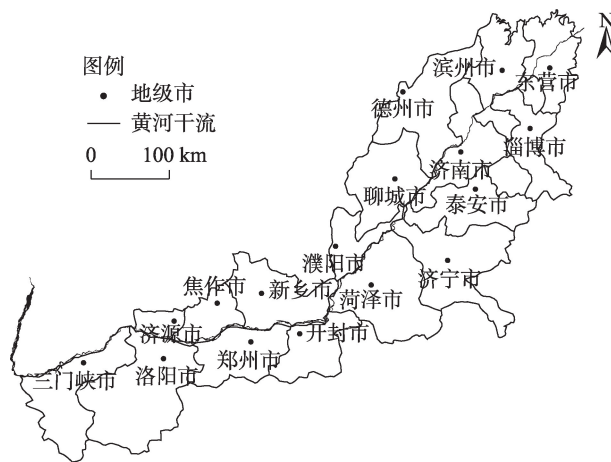 N
图例
地级市
黄河干流
0 100 km
滨州市
东营市
德州市
淄博市
济南市
聊城市
泰安市
濮阳市
济宁市
焦作市
新乡市
菏泽市
济源市
开封市
郑州市
三门峡市
洛阳市